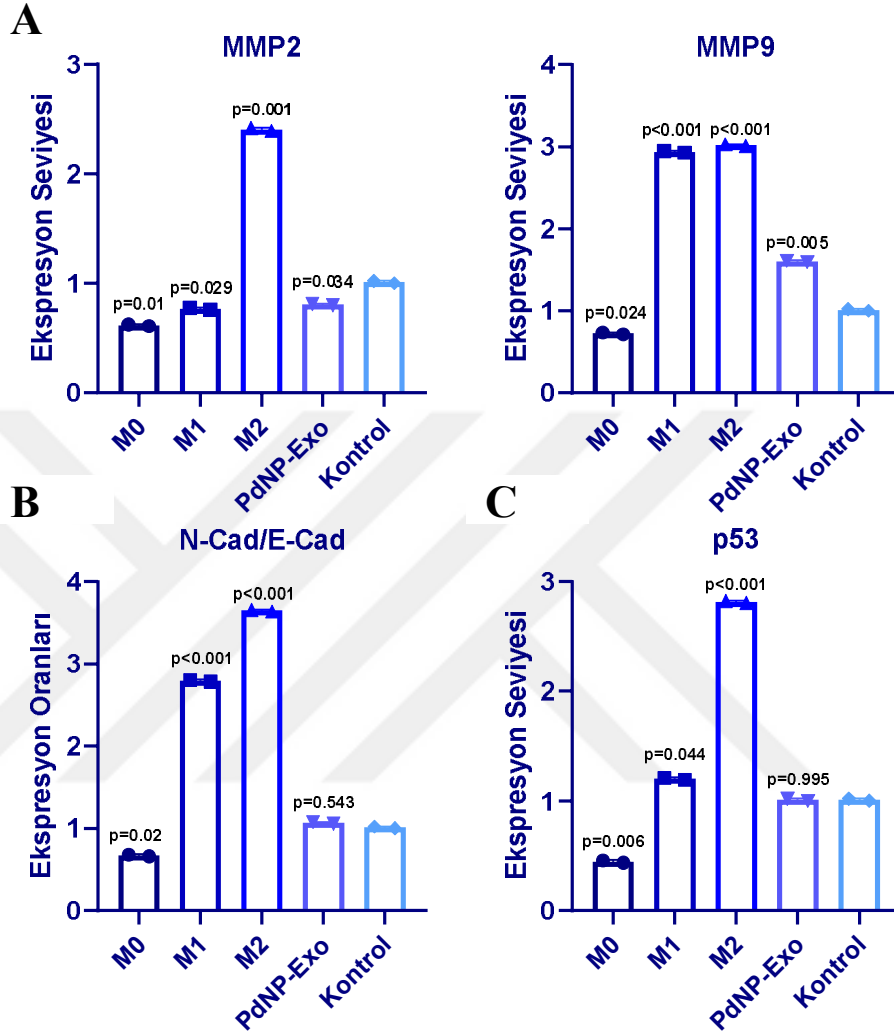 A
MMP2
Ekspresyon Seviyesi
3
2
1
0
p=0.01
p=0.029
p=0.001
p=0.034
M0
M1
M2
PdNP-Exo
Kontrol
MMP9
Ekspresyon Seviyesi
4
3
2
1
0
p=0.024
p<0.001
p<0.001
p=0.005
M0
M1
M2
PdNP-Exo
Kontrol
B
N-Cad/E-Cad
Ekspresyon Oranları
4
3
2
1
0
p=0.02
p<0.001
p<0.001
p=0.543
M0
M1
M2
PdNP-Exo
Kontrol
C
p53
Ekspresyon Seviyesi
3
2
1
0
p=0.006
p=0.044
p<0.001
p=0.995
M0
M1
M2
PdNP-Exo
Kontrol